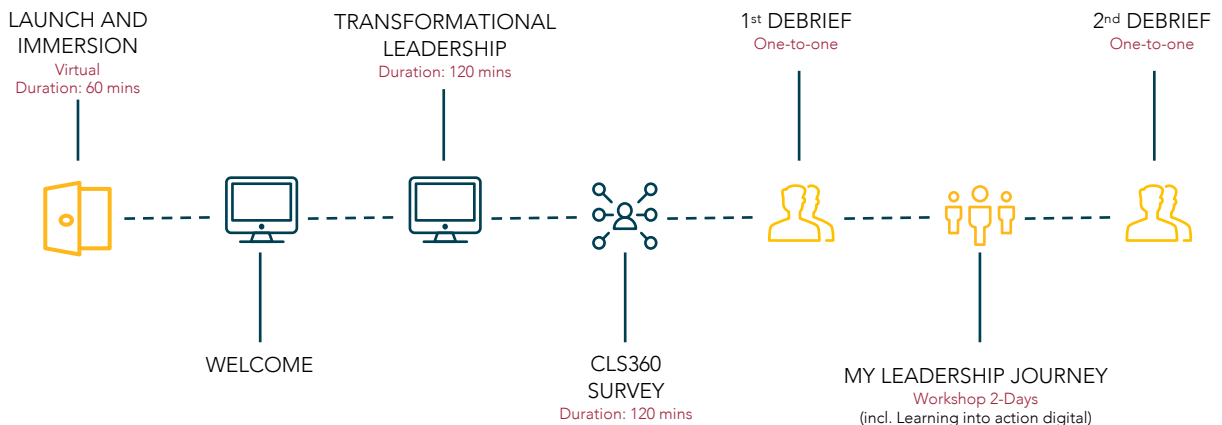 LAUNCH AND
IMMERSION
Virtual
Duration: 60 mins
TRANSFORMATIONAL
LEADERSHIP
Duration: 120 mins
1st DEBRIEF
One-to-one
2nd DEBRIEF
One-to-one
WELCOME
CLS360
SURVEY
Duration: 120 mins
MY LEADERSHIP JOURNEY
Workshop 2-Days
(incl. Learning into action digital)